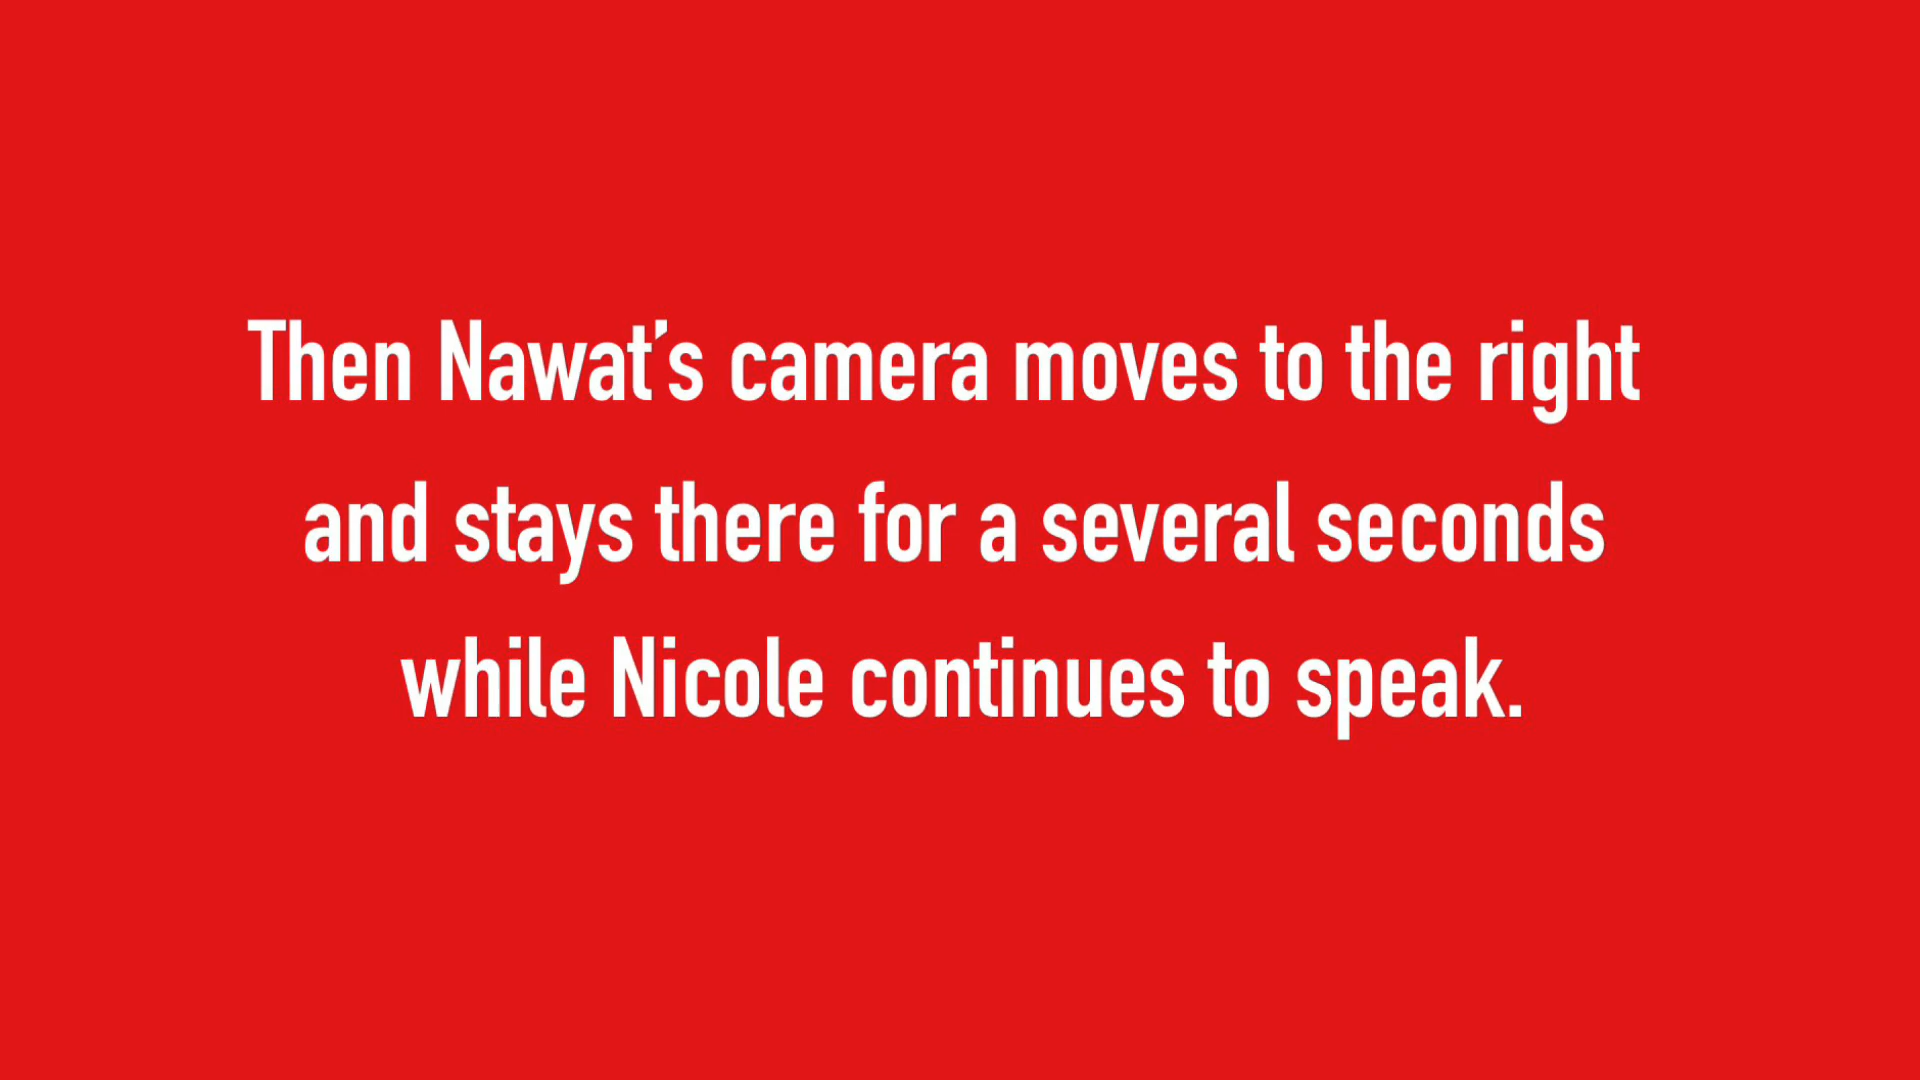 Then Nawat's camera moves to the right
and stays there for a several seconds
while Nicole continues to speak.